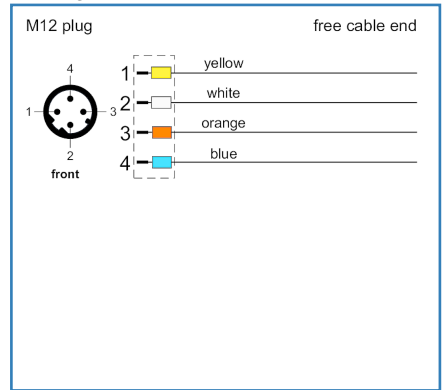 M12 plug free cable end
4
1 3
2
front
1 yellow
2 white
3 orange
4 blue